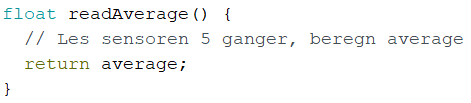 float readAverage() {
  // Les sensoren 5 ganger, beregn average
  return average;
}